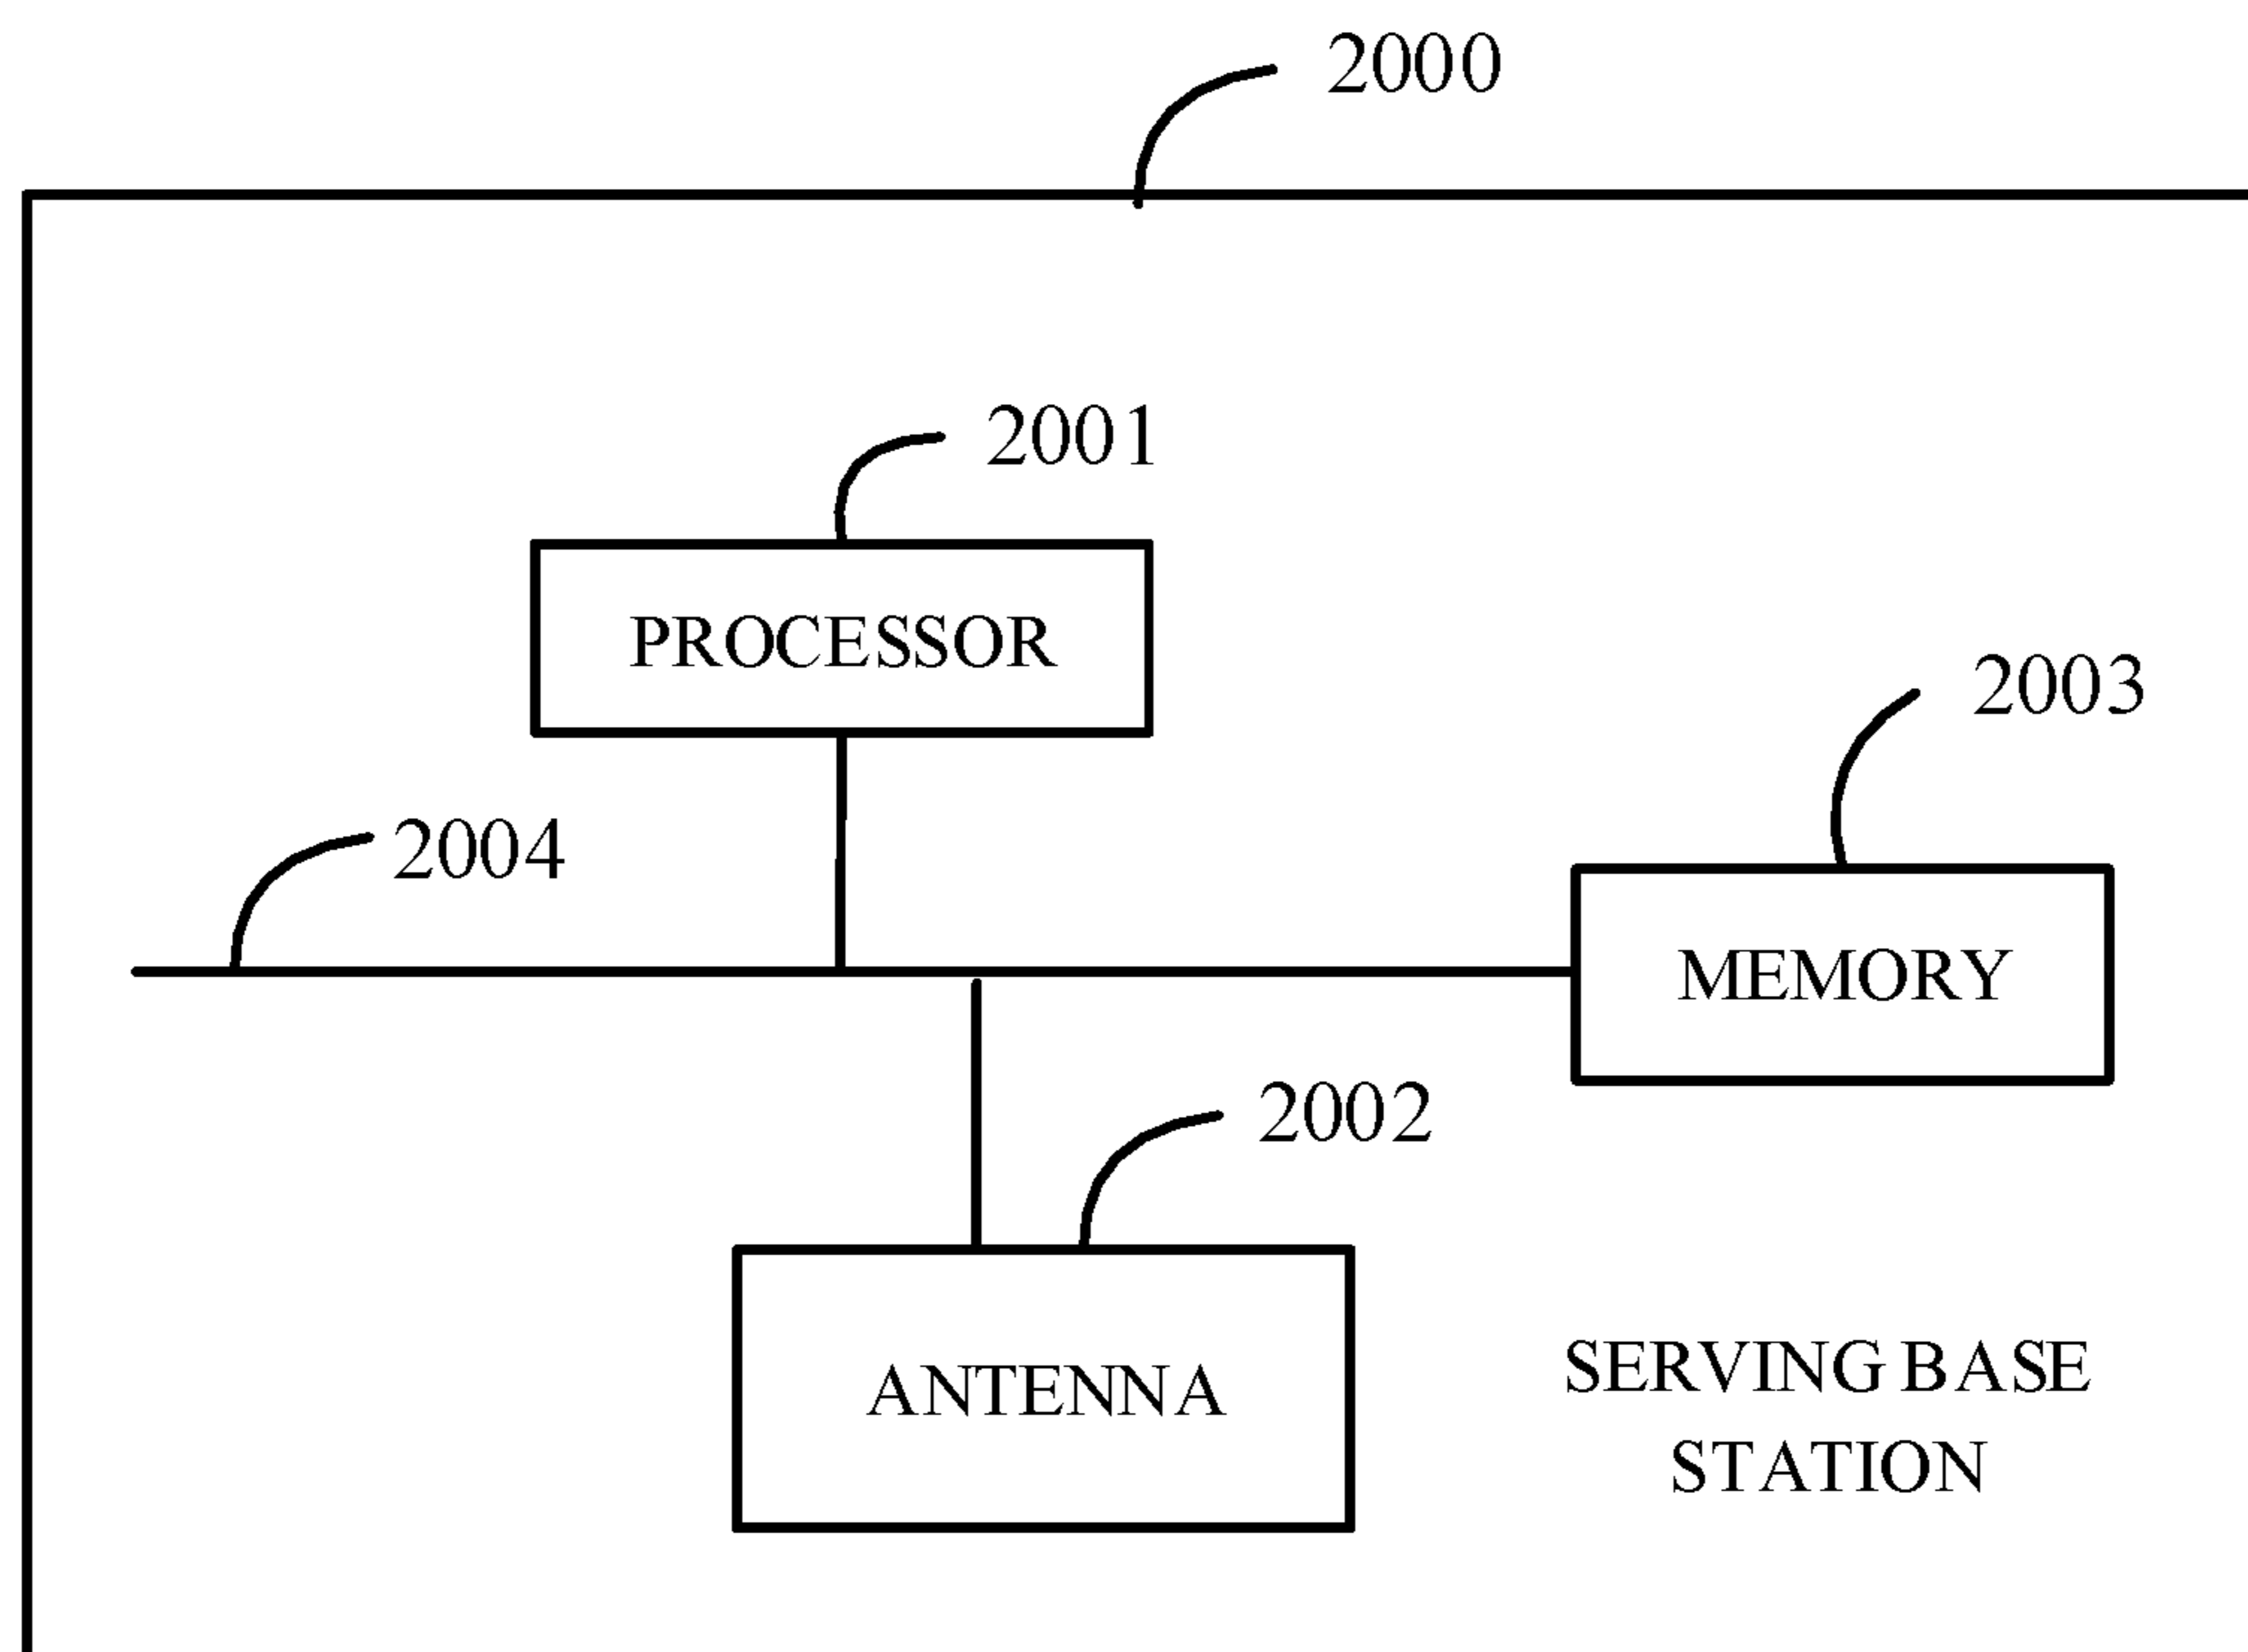 2000
2001
PROCESSOR
2003
2004
MEMORY
2002
ANTENNA
SERVING BASE
STATION